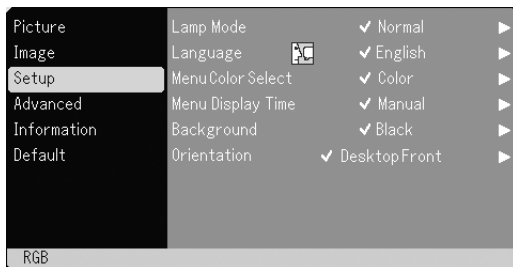 Picture
Image
Setup
Advanced
Information
Default
Lamp Mode ✓ Normal ▶
Language ✓ English ▶
Menu Color Select ✓ Color ▶
Menu Display Time ✓ Manual ▶
Background ✓ Black ▶
Orientation ✓ Desktop Front ▶
RGB